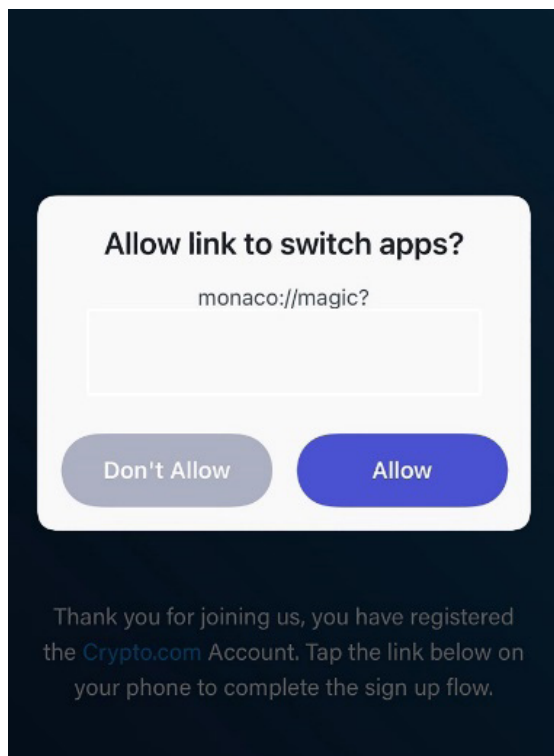 Allow link to switch apps?
monaco://magic?
Don't Allow
Allow
Thank you for joining us, you have registered
the Crypto.com Account. Tap the link below on
your phone to complete the sign up flow.